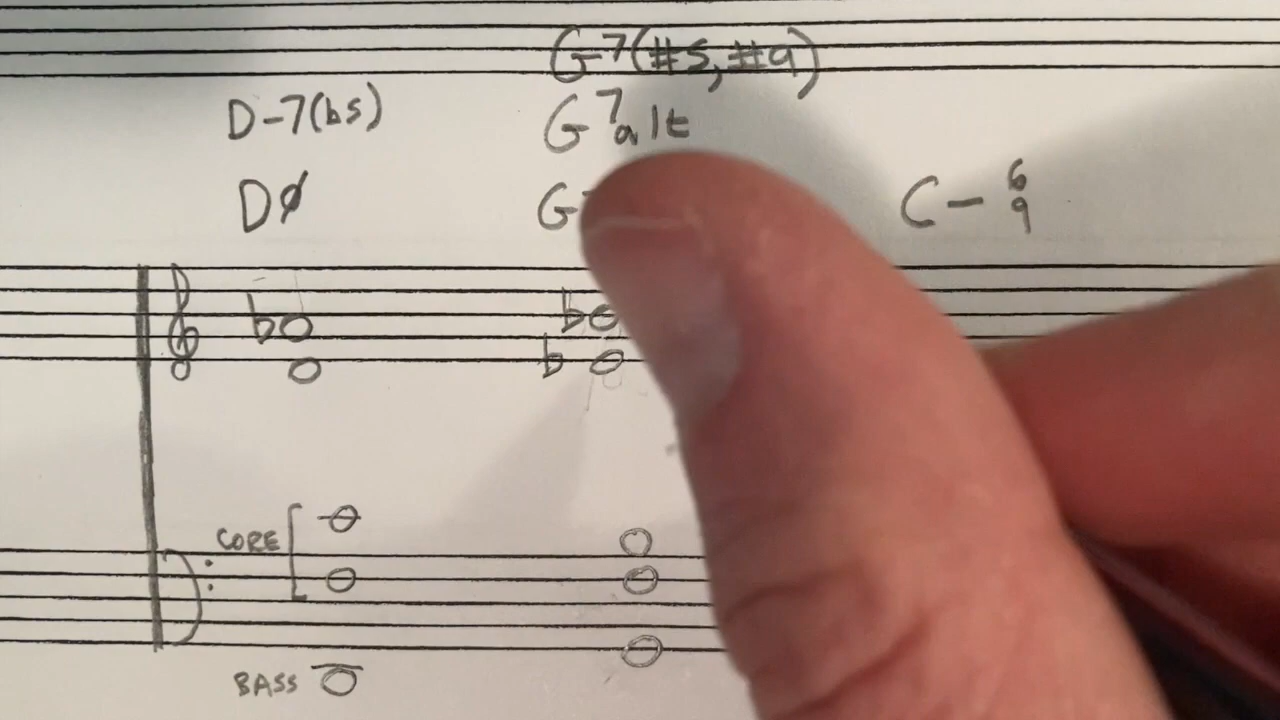 G7(#5, #9)
D-7(b5)
G7alt
DØ
G
C-6 9
CORE
BASS